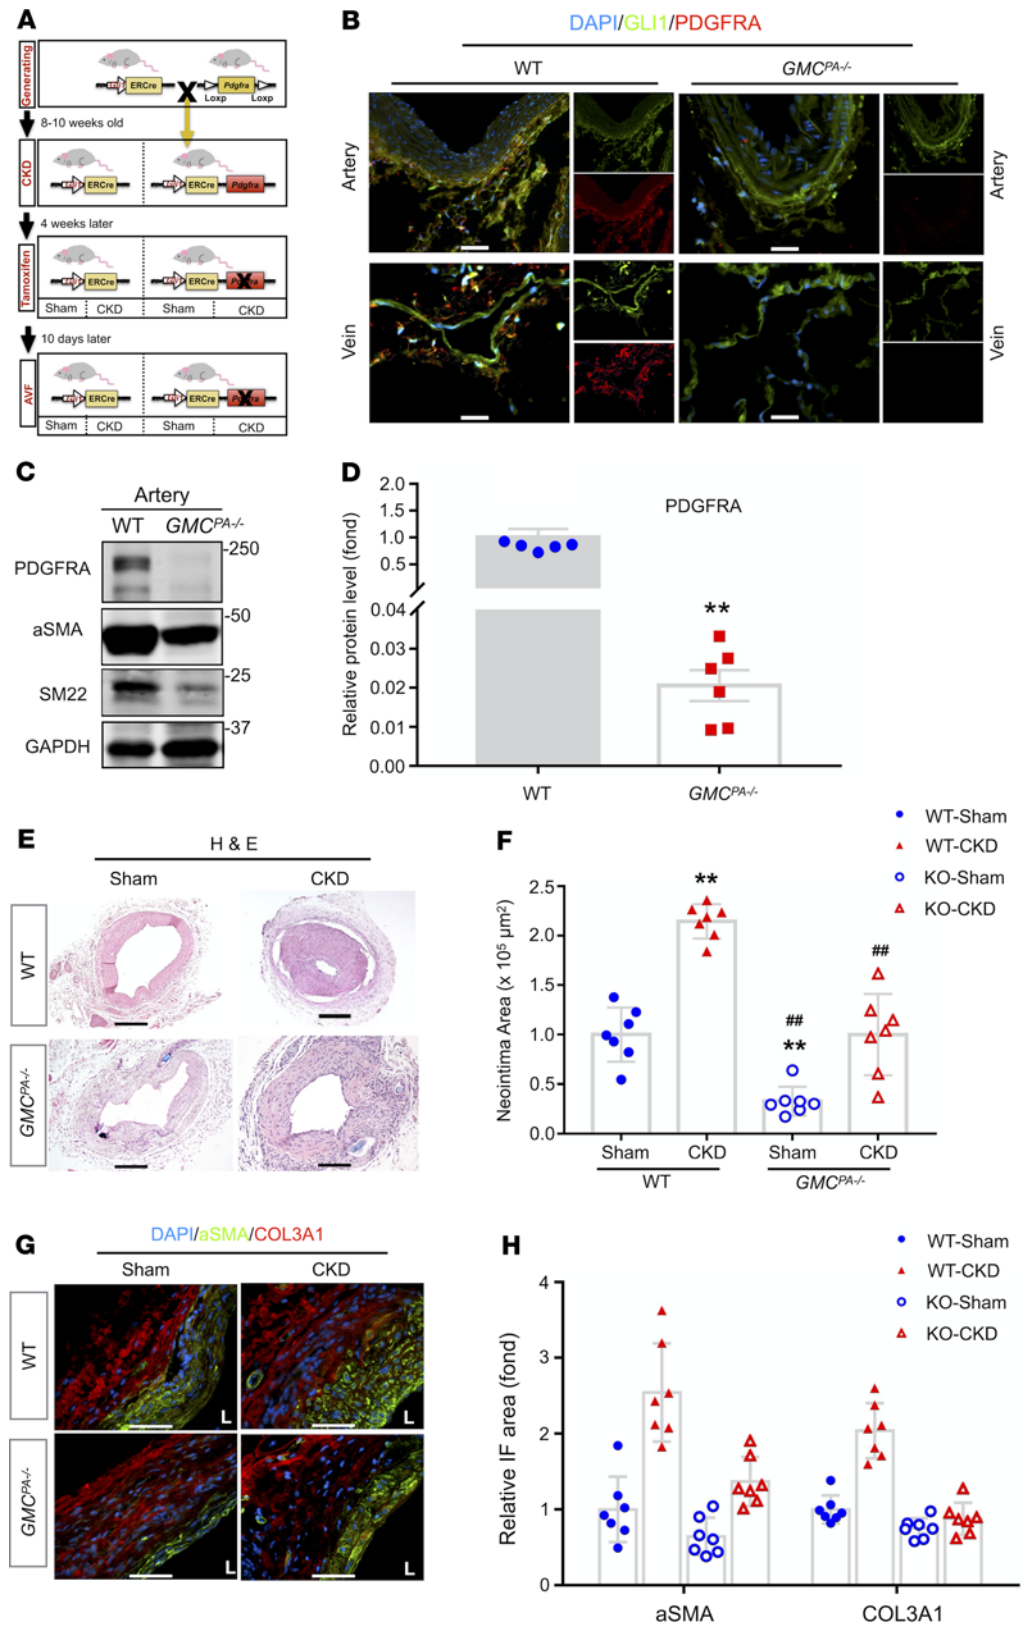 A
Generating
ERCre
X
Pdgfra
Loxp
Loxp
8-10 weeks old
CKD
ERCre
ERCre
Pdgfra
4 weeks later
Tamoxifen
ERCre
ERCre
X
Sham
CKD
Sham
CKD
10 days later
AVF
ERCre
ERCre
X
Sham
CKD
Sham
CKD
B
DAPI/GLI1/PDGFRA
WT
GMCPA-/-
Artery
Artery
Vein
Vein
C
Artery
WT
GMCPA-/-
PDGFRA
-250
aSMA
-50
SM22
-25
GAPDH
-37
D
PDGFRA
Relative protein level (fond)
2.0
1.5
1.0
0.5
0.04
0.03
0.02
0.01
0.00
**
WT
GMCPA-/-
E
H & E
Sham
CKD
WT
GMCPA-/-
F
WT-Sham
WT-CKD
KO-Sham
KO-CKD
Neointima Area (x 10⁵ µm²)
2.5
2.0
1.5
1.0
0.5
0.0
**
##
**
##
Sham
CKD
Sham
CKD
WT
GMCPA-/-
G
DAPI/aSMA/COL3A1
Sham
CKD
WT
L
L
GMCPA-/-
L
L
H
WT-Sham
WT-CKD
KO-Sham
KO-CKD
Relative IF area (fond)
4
3
2
1
0
aSMA
COL3A1